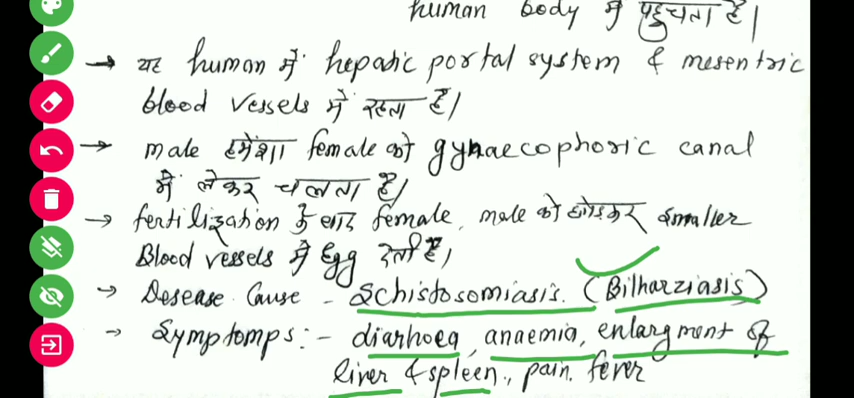 human body में पहुचता है।
→ यह human में hepatic portal system & mesentric
blood vessels में रहता है।
→ male हमेशा female को gynaecophoric canal
में लेकर चलता है।
→ fertilization के बाद female, male को छोडकर smaller
Blood vessels में Egg देती है।
→ Desease Cause - Schistosomiasis. (Bilharziasis)
→ Symptomps:- diarhoea, anaemia, enlargment of
liver & spleen., pain. fever